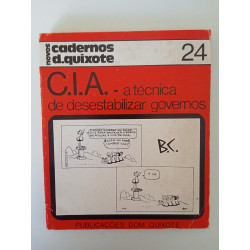 novos
cadernos
d.quixote
24
C.I.A. - a técnica
de desestabilizar governos
B.C.
PUBLICAÇÕES DOM QUIXOTE